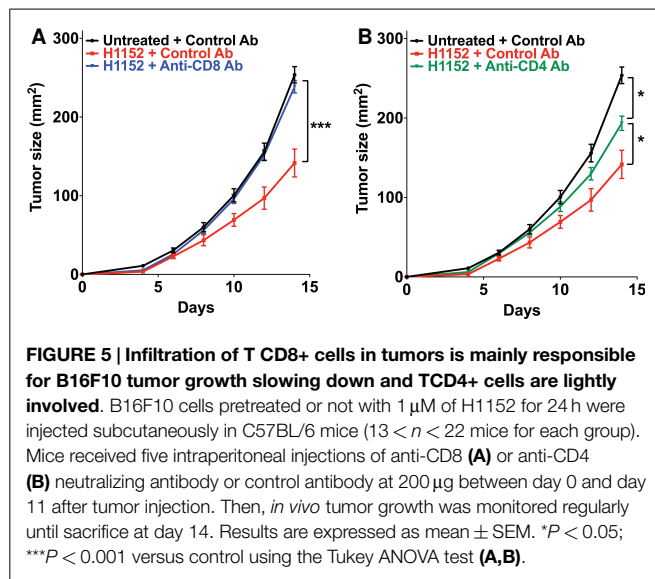 A
Untreated + Control Ab
H1152 + Control Ab
H1152 + Anti-CD8 Ab
300
200
100
0
Tumor size (mm²)
***
0 5 10 15
Days
B
Untreated + Control Ab
H1152 + Control Ab
H1152 + Anti-CD4 Ab
300
200
100
0
Tumor size (mm²)
*
*
0 5 10 15
Days
FIGURE 5 | Infiltration of T CD8+ cells in tumors is mainly responsible
for B16F10 tumor growth slowing down and TCD4+ cells are lightly
involved. B16F10 cells pretreated or not with 1 μM of H1152 for 24 h were
injected subcutaneously in C57BL/6 mice (13 < n < 22 mice for each group).
Mice received five intraperitoneal injections of anti-CD8 (A) or anti-CD4
(B) neutralizing antibody or control antibody at 200 μg between day 0 and day
11 after tumor injection. Then, in vivo tumor growth was monitored regularly
until sacrifice at day 14. Results are expressed as mean ± SEM. *P < 0.05;
***P < 0.001 versus control using the Tukey ANOVA test (A,B).